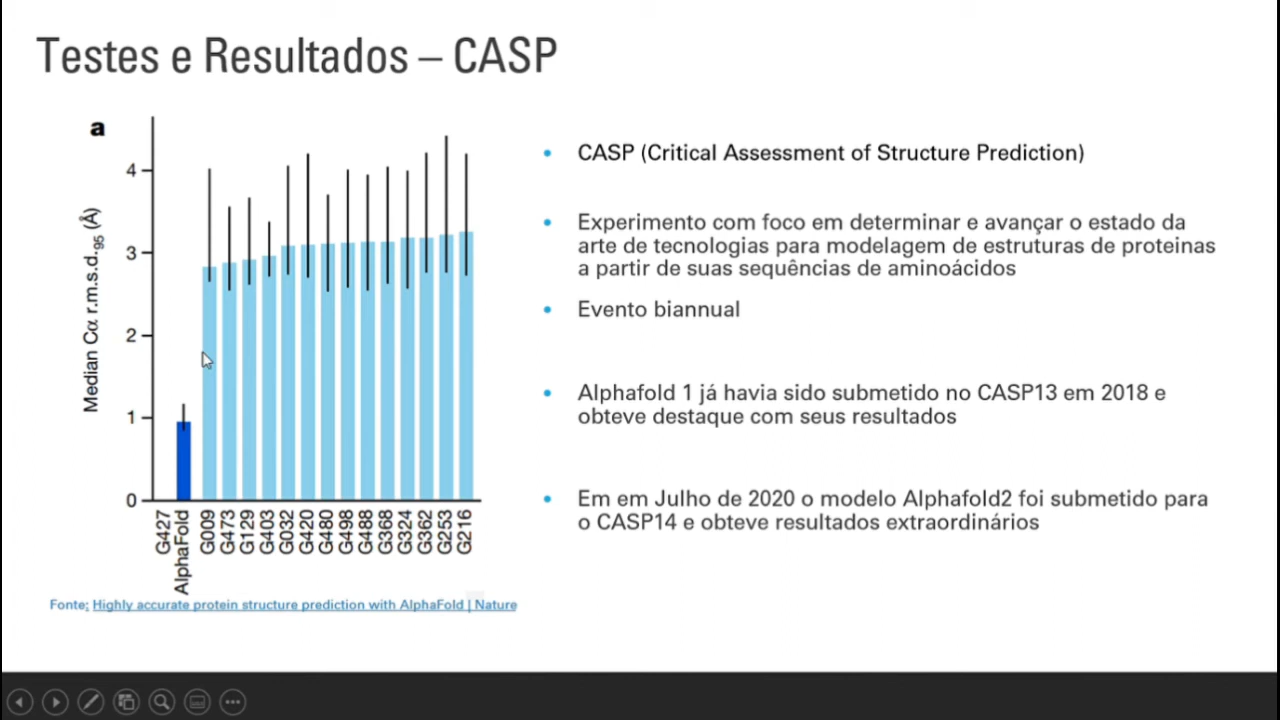 Testes e Resultados – CASP
a
Median Cα r.m.s.d.95 (Å)
4
3
2
1
0
G427
AlphaFold
G009
G473
G129
G403
G032
G420
G480
G498
G488
G368
G324
G362
G253
G216
Fonte: Highly accurate protein structure prediction with AlphaFold | Nature
• CASP (Critical Assessment of Structure Prediction)
• Experimento com foco em determinar e avançar o estado da
arte de tecnologias para modelagem de estruturas de proteinas
a partir de suas sequências de aminoácidos
• Evento biannual
• Alphafold 1 já havia sido submetido no CASP13 em 2018 e
obteve destaque com seus resultados
• Em em Julho de 2020 o modelo Alphafold2 foi submetido para
o CASP14 e obteve resultados extraordinários